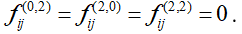 f_{ij}^{(0,2)} = f_{ij}^{(2,0)} = f_{ij}^{(2,2)} = 0 .